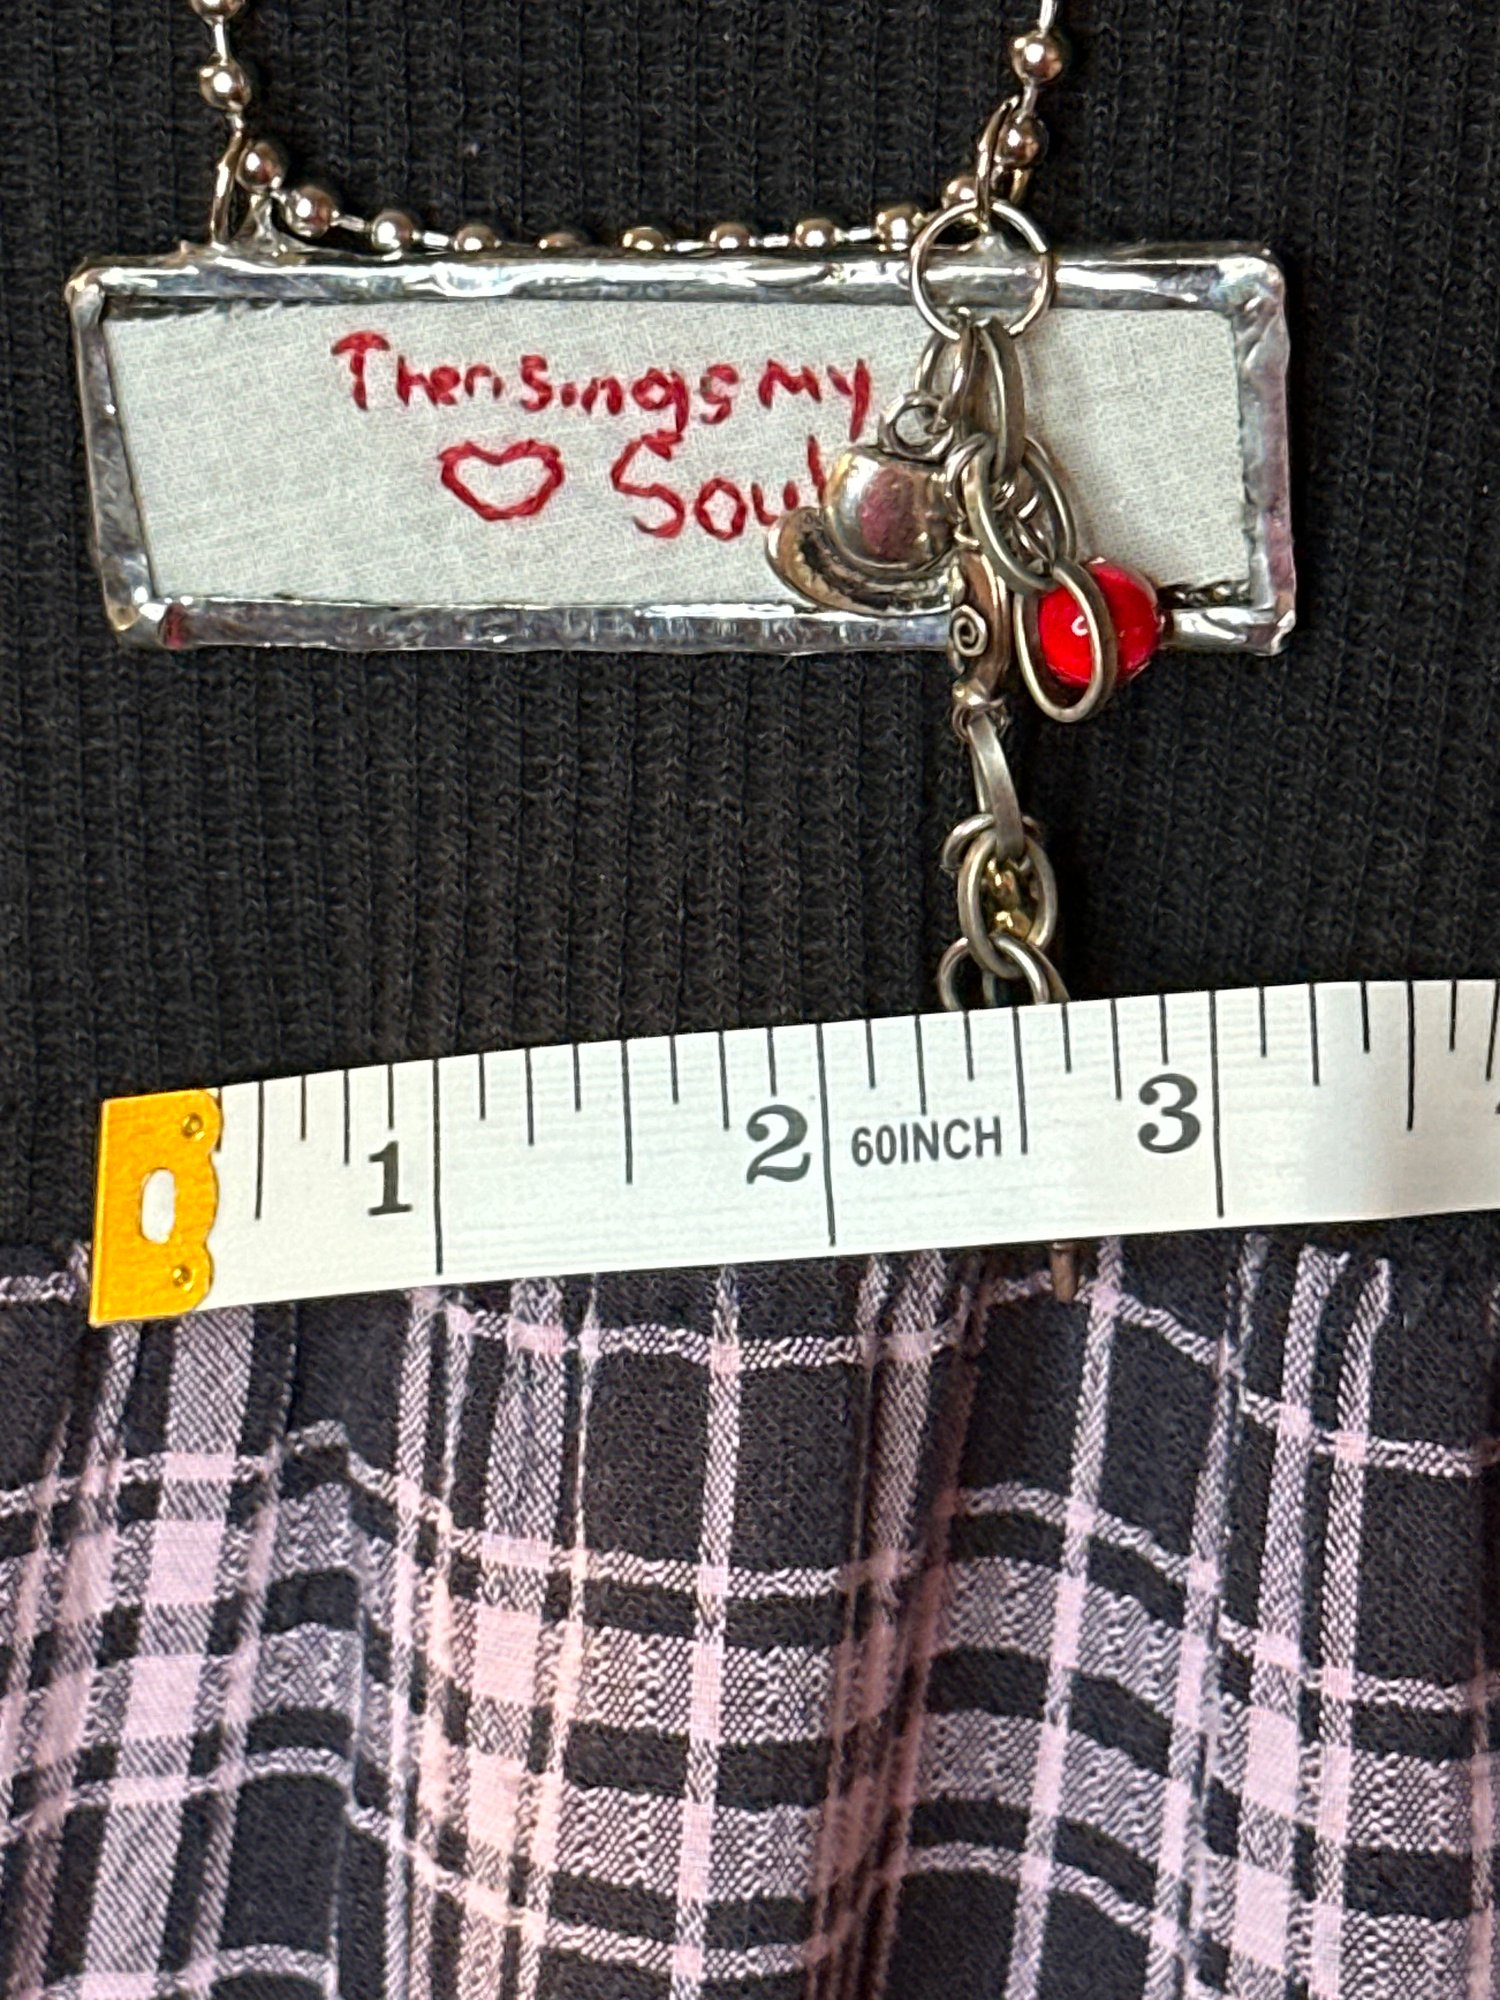 Then sings my
♡ Soul
1 2 60INCH 3